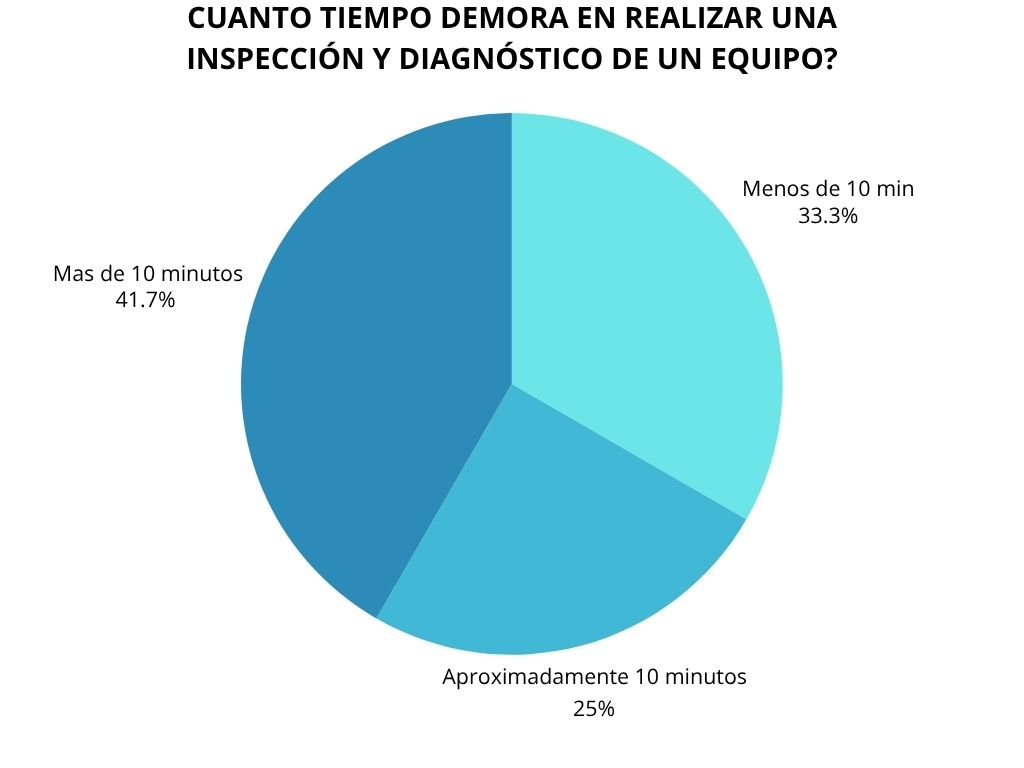 CUANTO TIEMPO DEMORA EN REALIZAR UNA
INSPECCIÓN Y DIAGNÓSTICO DE UN EQUIPO?
Menos de 10 min
33.3%
Mas de 10 minutos
41.7%
Aproximadamente 10 minutos
25%